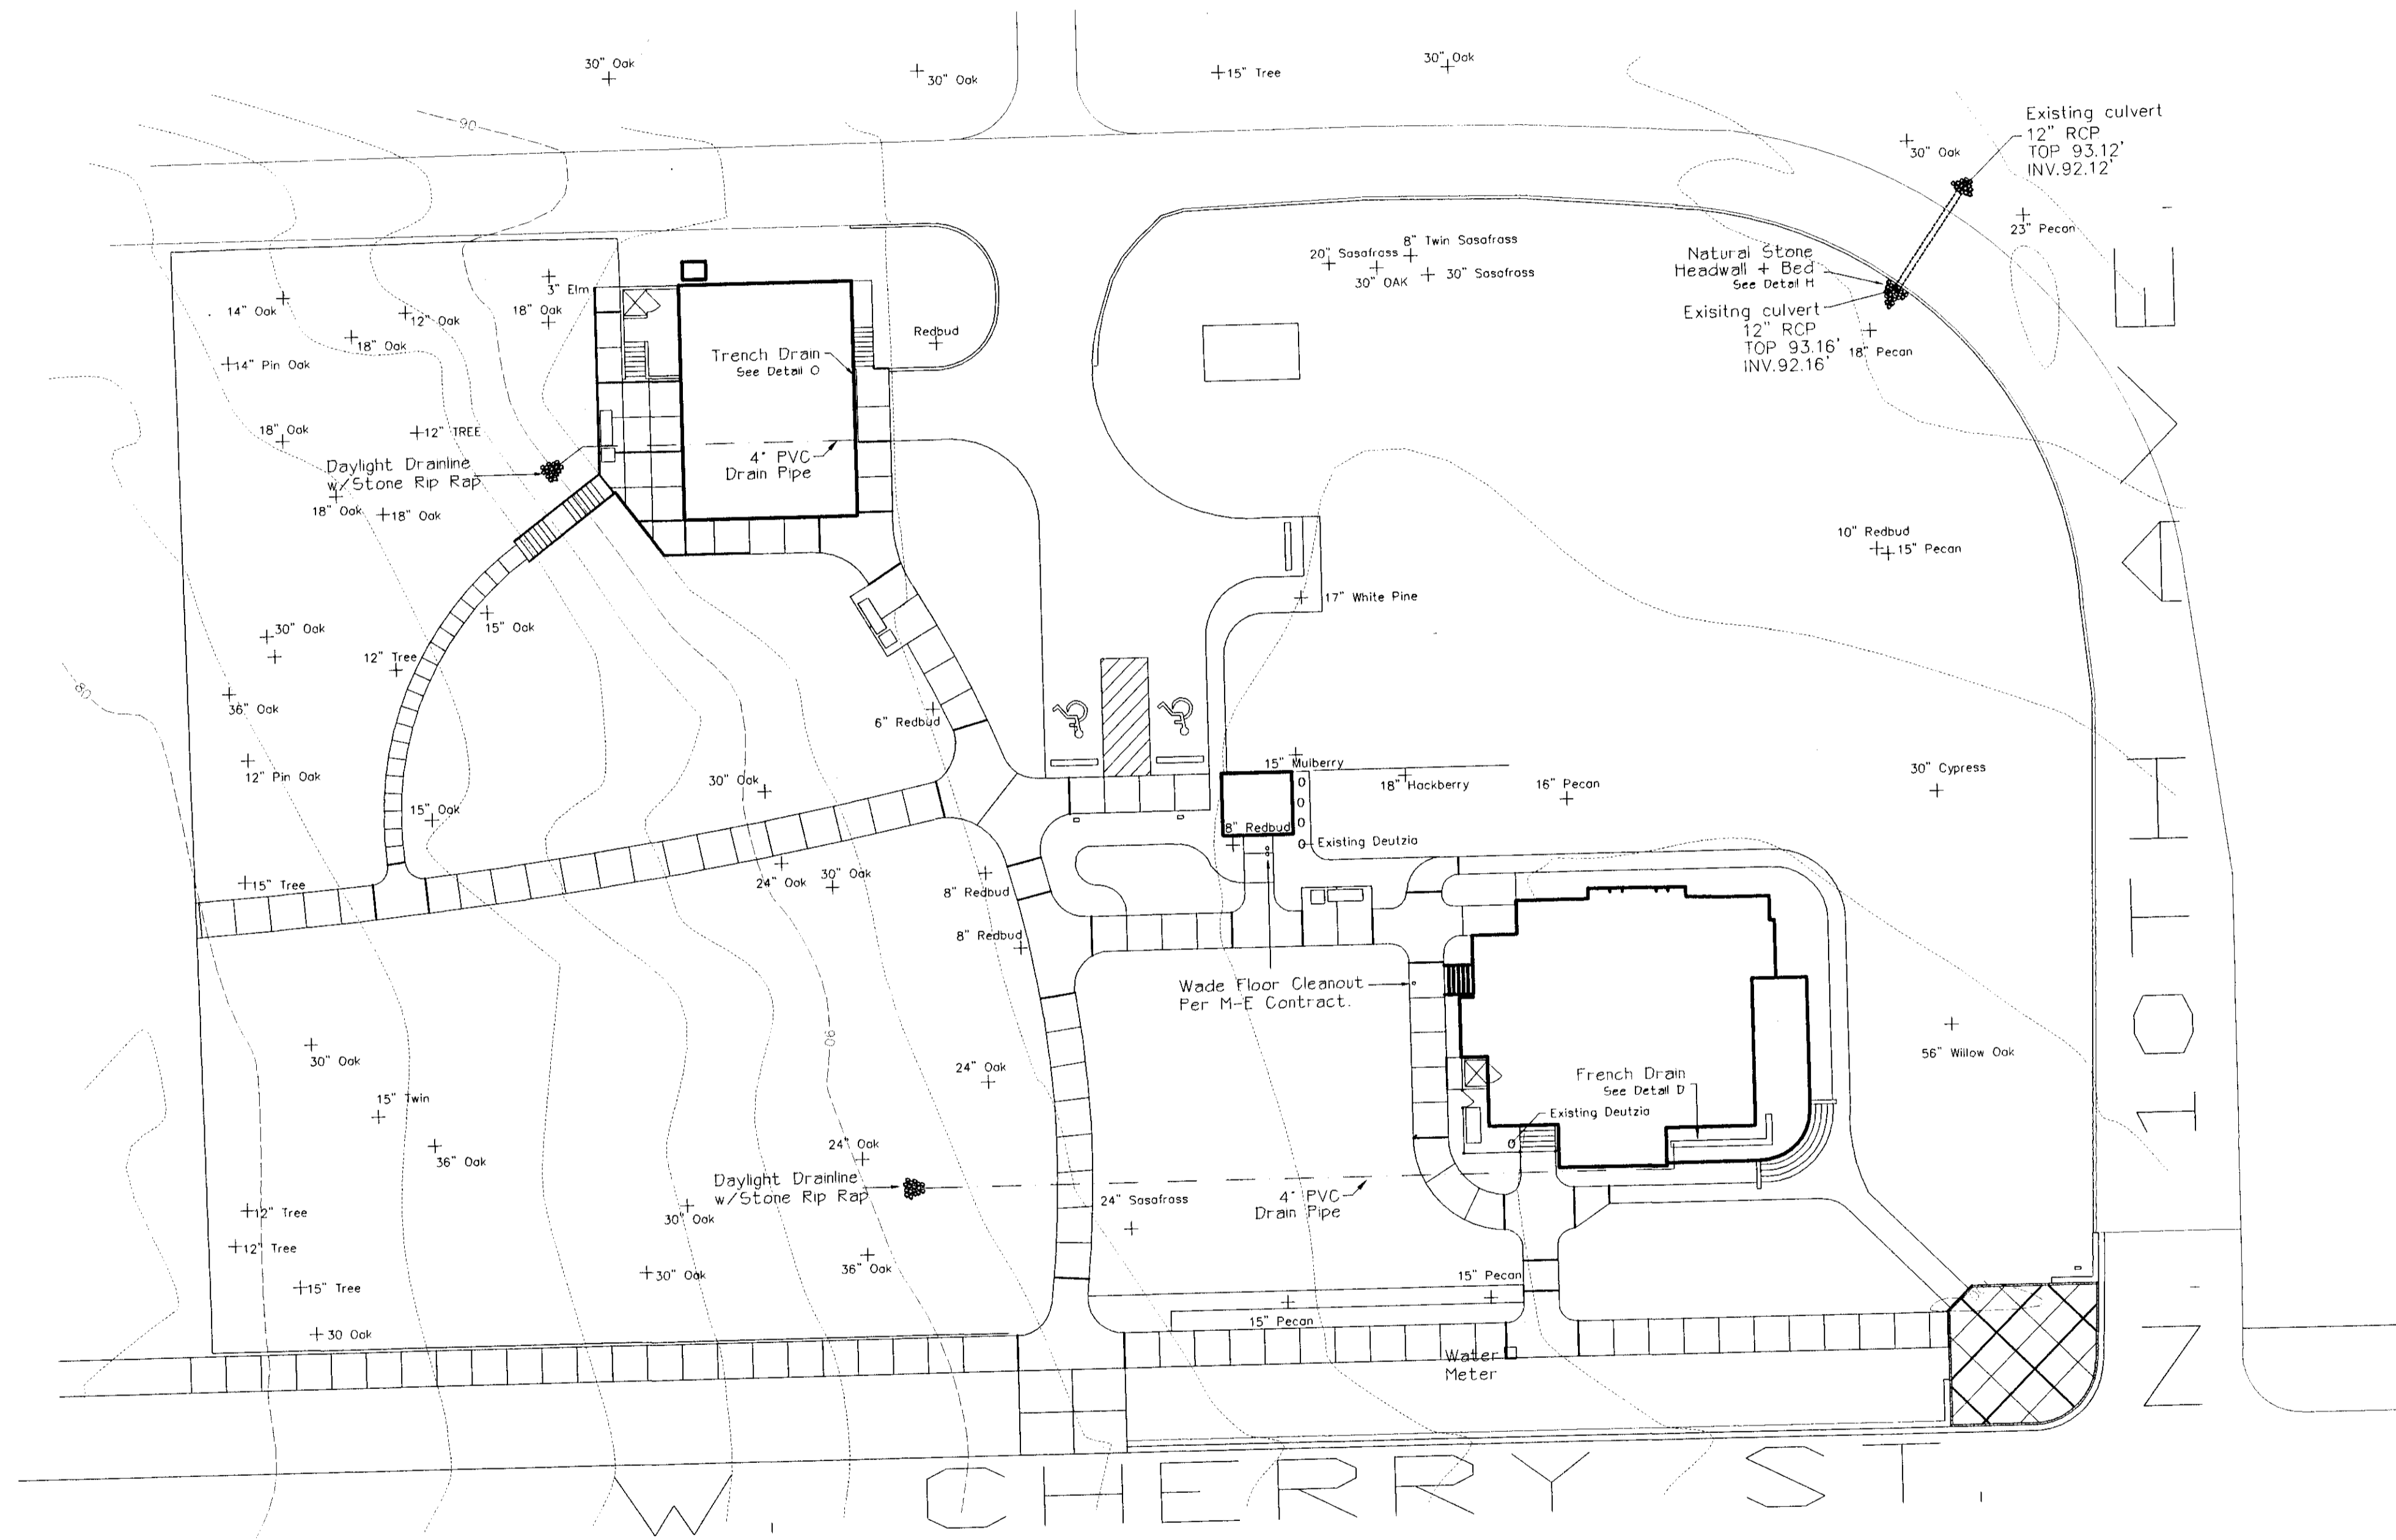 30" Oak
30" Oak
15" Tree
30" Oak
90
Existing culvert
12" RCP
TOP 93.12'
INV.92.12'
30" Oak
23" Pecan
8" Twin Sasafrass
20" Sasafrass
30" OAK
30" Sasafrass
Natural Stone
Headwall + Bed
See Detail H
Exisitng culvert
12" RCP
TOP 93.16'
INV.92.16'
18" Pecan
3" Elm
18" Oak
14" Oak
12" Oak
18" Oak
14" Pin Oak
Redbud
Trench Drain
See Detail O
18" Oak
12" TREE
Daylight Drainline
w/Stone Rip Rap
4" PVC
Drain Pipe
18" Oak
18" Oak
10" Redbud
15" Pecan
17" White Pine
15" Oak
30" Oak
12" Tree
80
36" Oak
6" Redbud
12" Pin Oak
30" Oak
15" Oak
15" Mulberry
18" Hackberry
16" Pecan
30" Cypress
8" Redbud
Existing Deutzia
15" Tree
24" Oak
30" Oak
8" Redbud
8" Redbud
Wade Floor Cleanout
Per M-E Contract.
90
30" Oak
24" Oak
56" Willow Oak
French Drain
See Detail D
Existing Deutzia
15" Twin
36" Oak
24" Oak
Daylight Drainline
w/Stone Rip Rap
24" Sasafrass
4" PVC
Drain Pipe
12" Tree
30" Oak
12" Tree
36" Oak
15" Tree
30" Oak
15" Pecan
15" Pecan
30 Oak
Water
Meter
W. CHERRY ST.
N. 10TH AVE